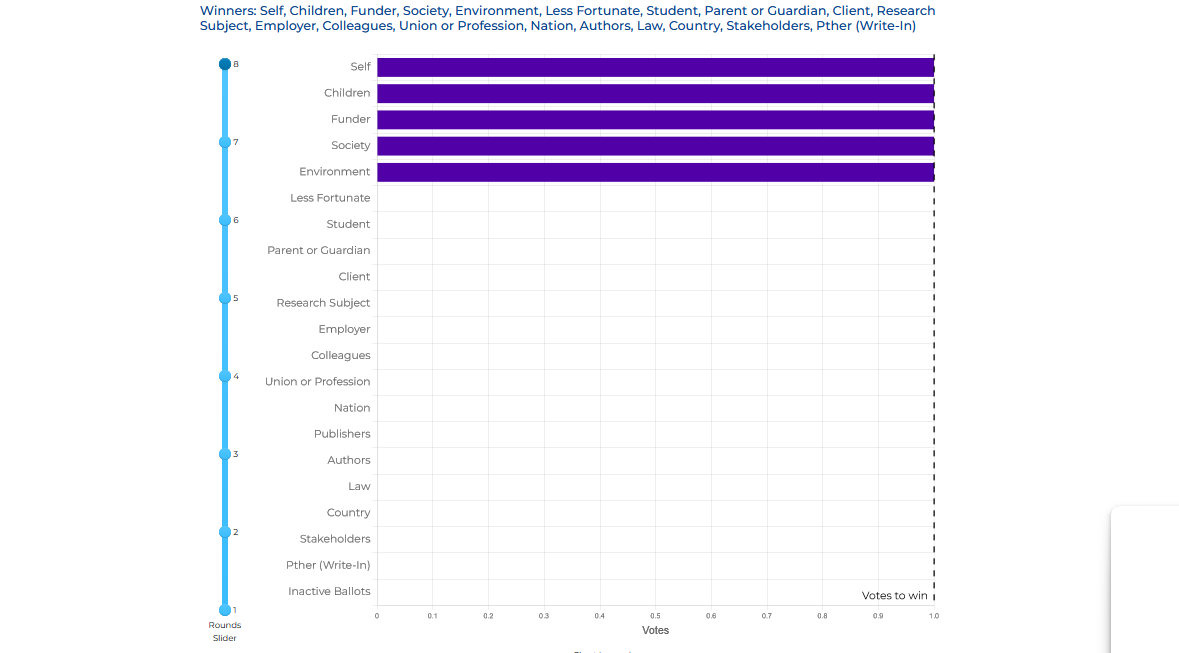 Winners: Self, Children, Funder, Society, Environment, Less Fortunate, Student, Parent or Guardian, Client, Research
Subject, Employer, Colleagues, Union or Profession, Nation, Authors, Law, Country, Stakeholders, Pther (Write-In)
8
7
6
5
4
3
2
1
Rounds
Slider
Self
Children
Funder
Society
Environment
Less Fortunate
Student
Parent or Guardian
Client
Research Subject
Employer
Colleagues
Union or Profession
Nation
Publishers
Authors
Law
Country
Stakeholders
Pther (Write-In)
Inactive Ballots
Votes to win
0 0.1 0.2 0.3 0.4 0.5 0.6 0.7 0.8 0.9 1.0
Votes